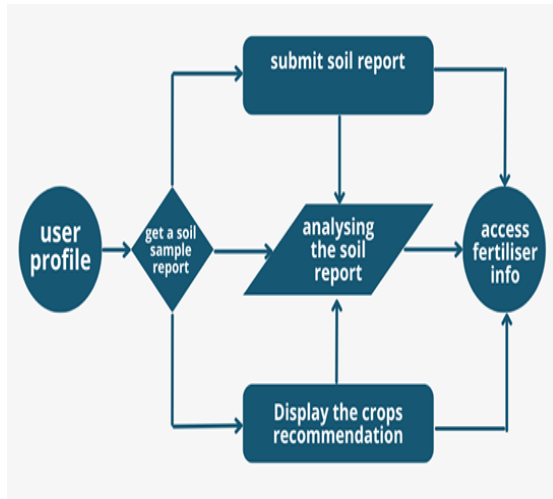 submit soil report
user
profile
get a soil
sample
report
analysing
the soil
report
access
fertiliser
info
Display the crops
recommendation